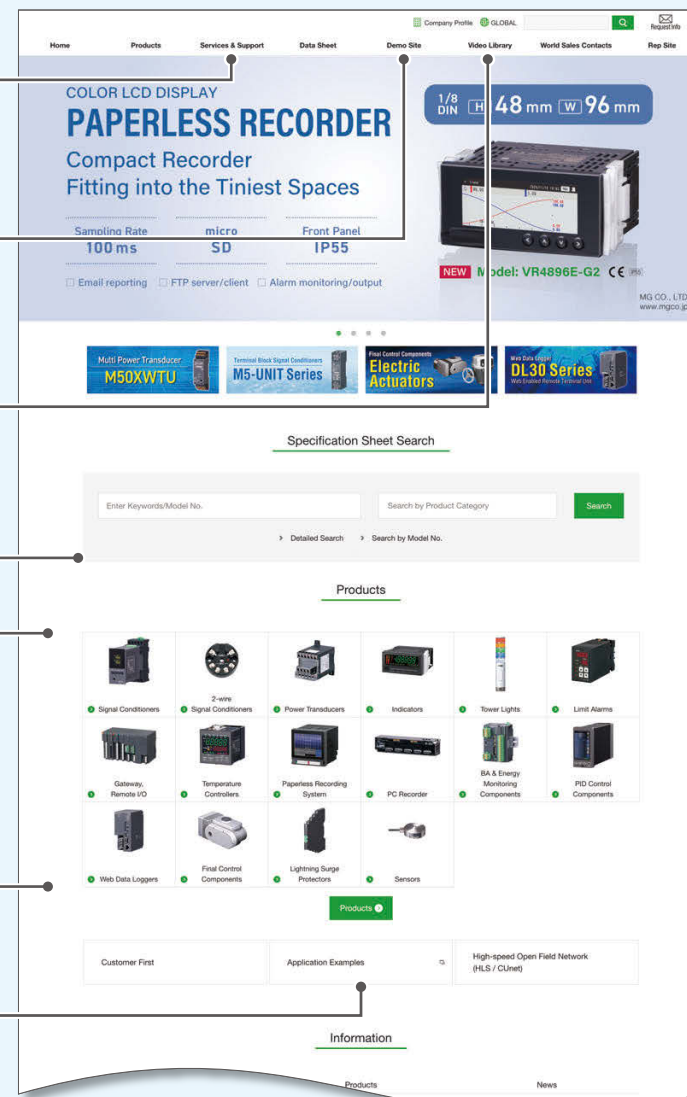 Company Profile GLOBAL
Request Info
Home Products Services & Support Data Sheet Demo Site Video Library World Sales Contacts Rep Site
COLOR LCD DISPLAY
PAPERLESS RECORDER
Compact Recorder
Fitting into the Tiniest Spaces
1/8 DIN H 48 mm W 96 mm
Sampling Rate micro Front Panel
100 ms SD IP55
Email reporting FTP server/client Alarm monitoring/output
NEW Model: VR4896E-G2 CE IP55
MG CO., LTD
www.mgco.jp
Multi Power Transducer
M50XWTU
Terminal Block Signal Conditioners
M5-UNIT Series
Final Control Components
Electric
Actuators
Web Data Logger
DL30 Series
Web Enabled Remote Terminal Unit
Specification Sheet Search
Enter Keywords/Model No. Search by Product Category Search
Detailed Search Search by Model No.
Products
Signal Conditioners
2-wire
Signal Conditioners
Power Transducers
Indicators
Tower Lights
Limit Alarms
Gateway,
Remote I/O
Temperature
Controllers
Paperless Recording
System
PC Recorder
BA & Energy
Monitoring
Components
PID Control
Components
Web Data Loggers
Final Control
Components
Lightning Surge
Protectors
Sensors
Products
Customer First
Application Examples
High-speed Open Field Network
(HLS / CUnet)
Information
Products News